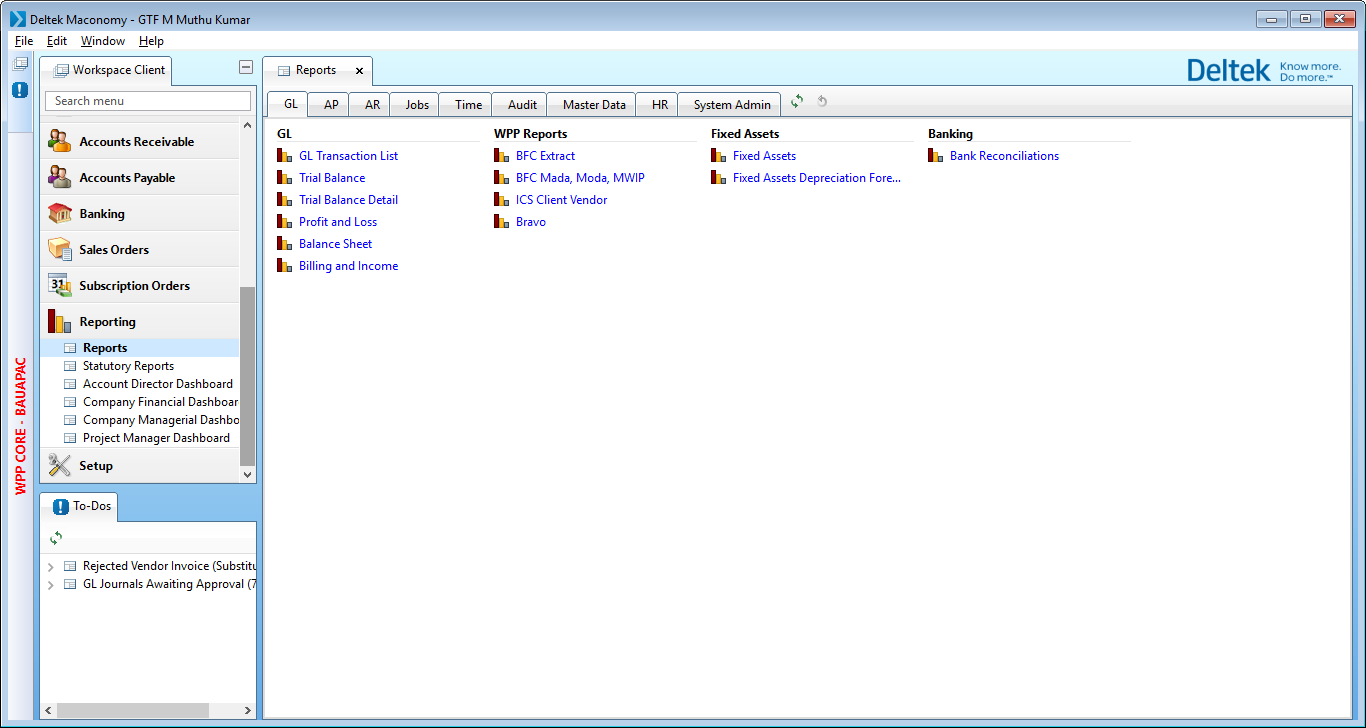 Deltek Maconomy - GTF M Muthu Kumar
File Edit Window Help
Workspace Client
Search menu
Accounts Receivable
Accounts Payable
Banking
Sales Orders
31
Subscription Orders
Reporting
Reports
Statutory Reports
Account Director Dashboard
Company Financial Dashboar
Company Managerial Dashbo
Project Manager Dashboard
Setup
WPP CORE - BAUAPAC
To-Dos
Rejected Vendor Invoice (Substitu
GL Journals Awaiting Approval (7
Reports
Deltek
Know more.
Do more.™
GL AP AR Jobs Time Audit Master Data HR System Admin
GL
GL Transaction List
Trial Balance
Trial Balance Detail
Profit and Loss
Balance Sheet
Billing and Income
WPP Reports
BFC Extract
BFC Mada, Moda, MWIP
ICS Client Vendor
Bravo
Fixed Assets
Fixed Assets
Fixed Assets Depreciation Fore...
Banking
Bank Reconciliations